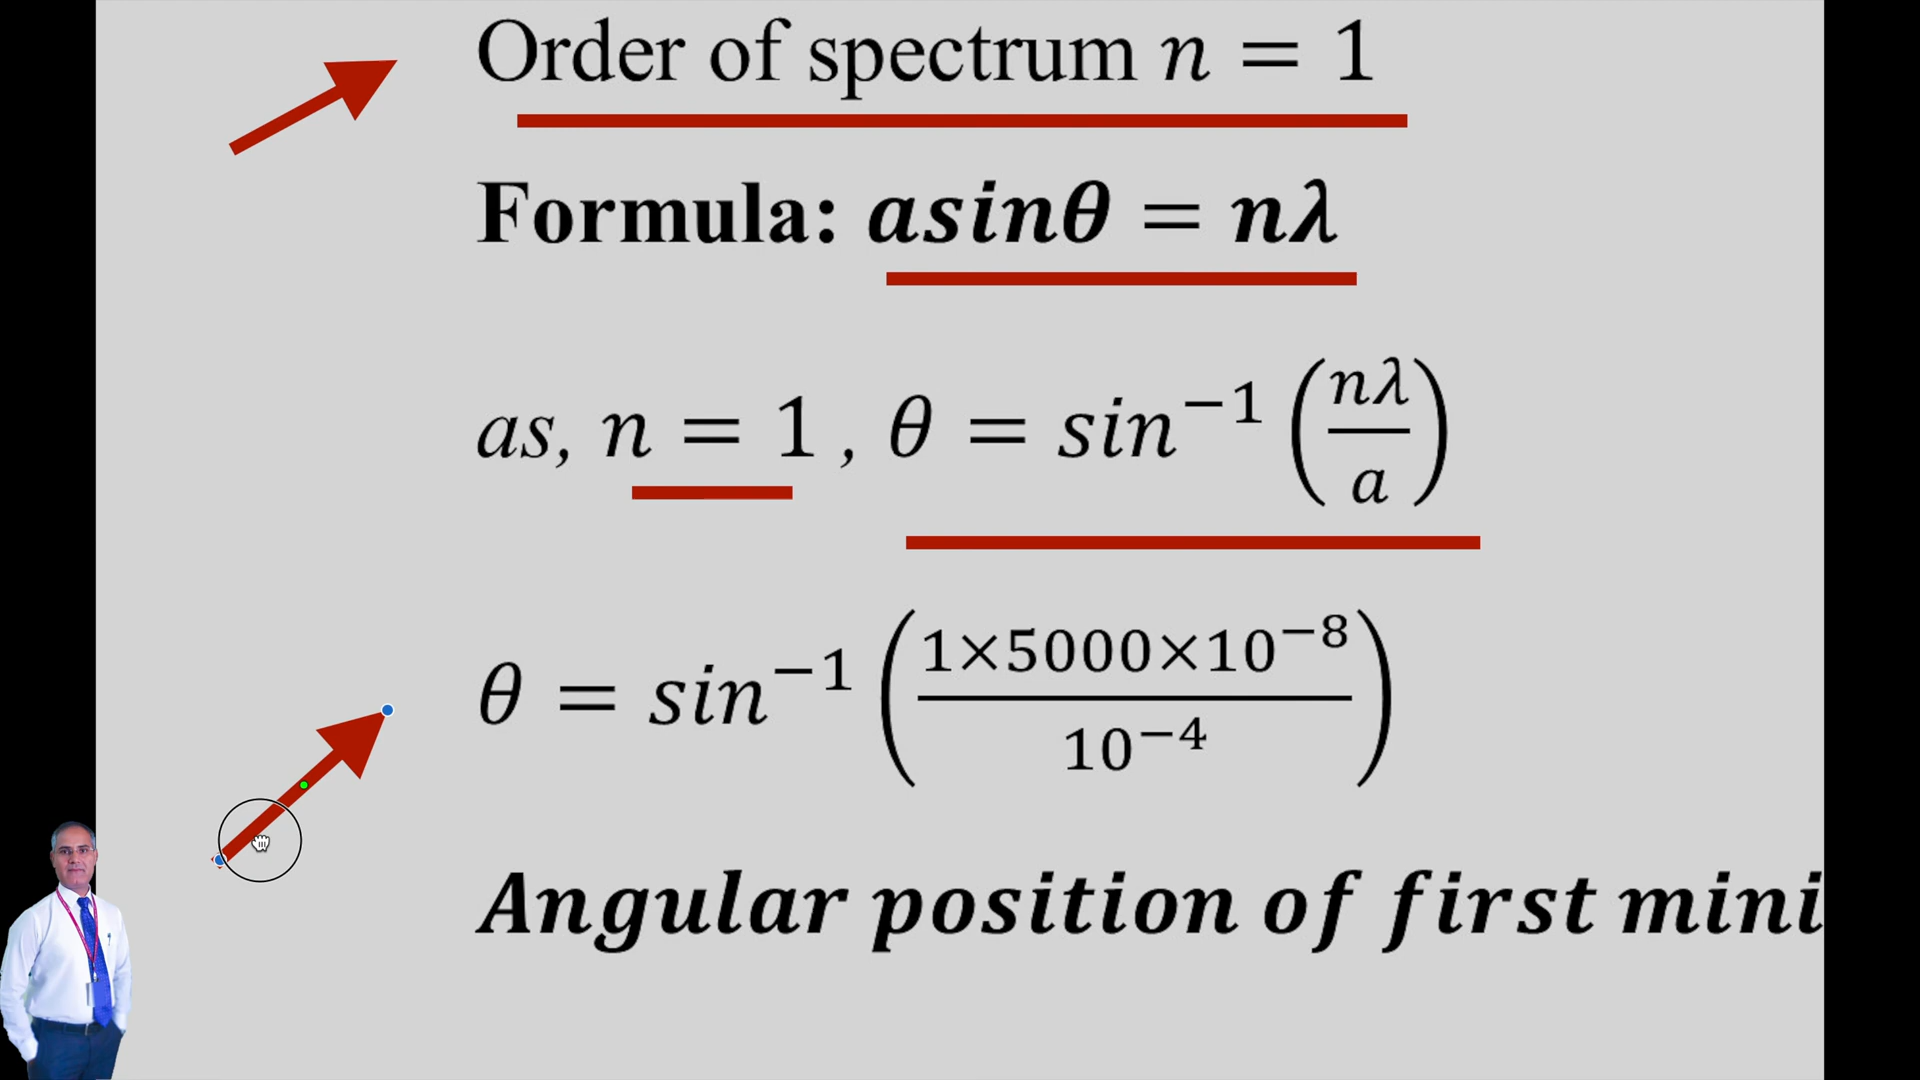 Order of spectrum n = 1
Formula: asinθ = nλ
as, n = 1 , θ = sin⁻¹ (nλ/a)
θ = sin⁻¹ (1×5000×10⁻⁸/10⁻⁴)
Angular position of first mini